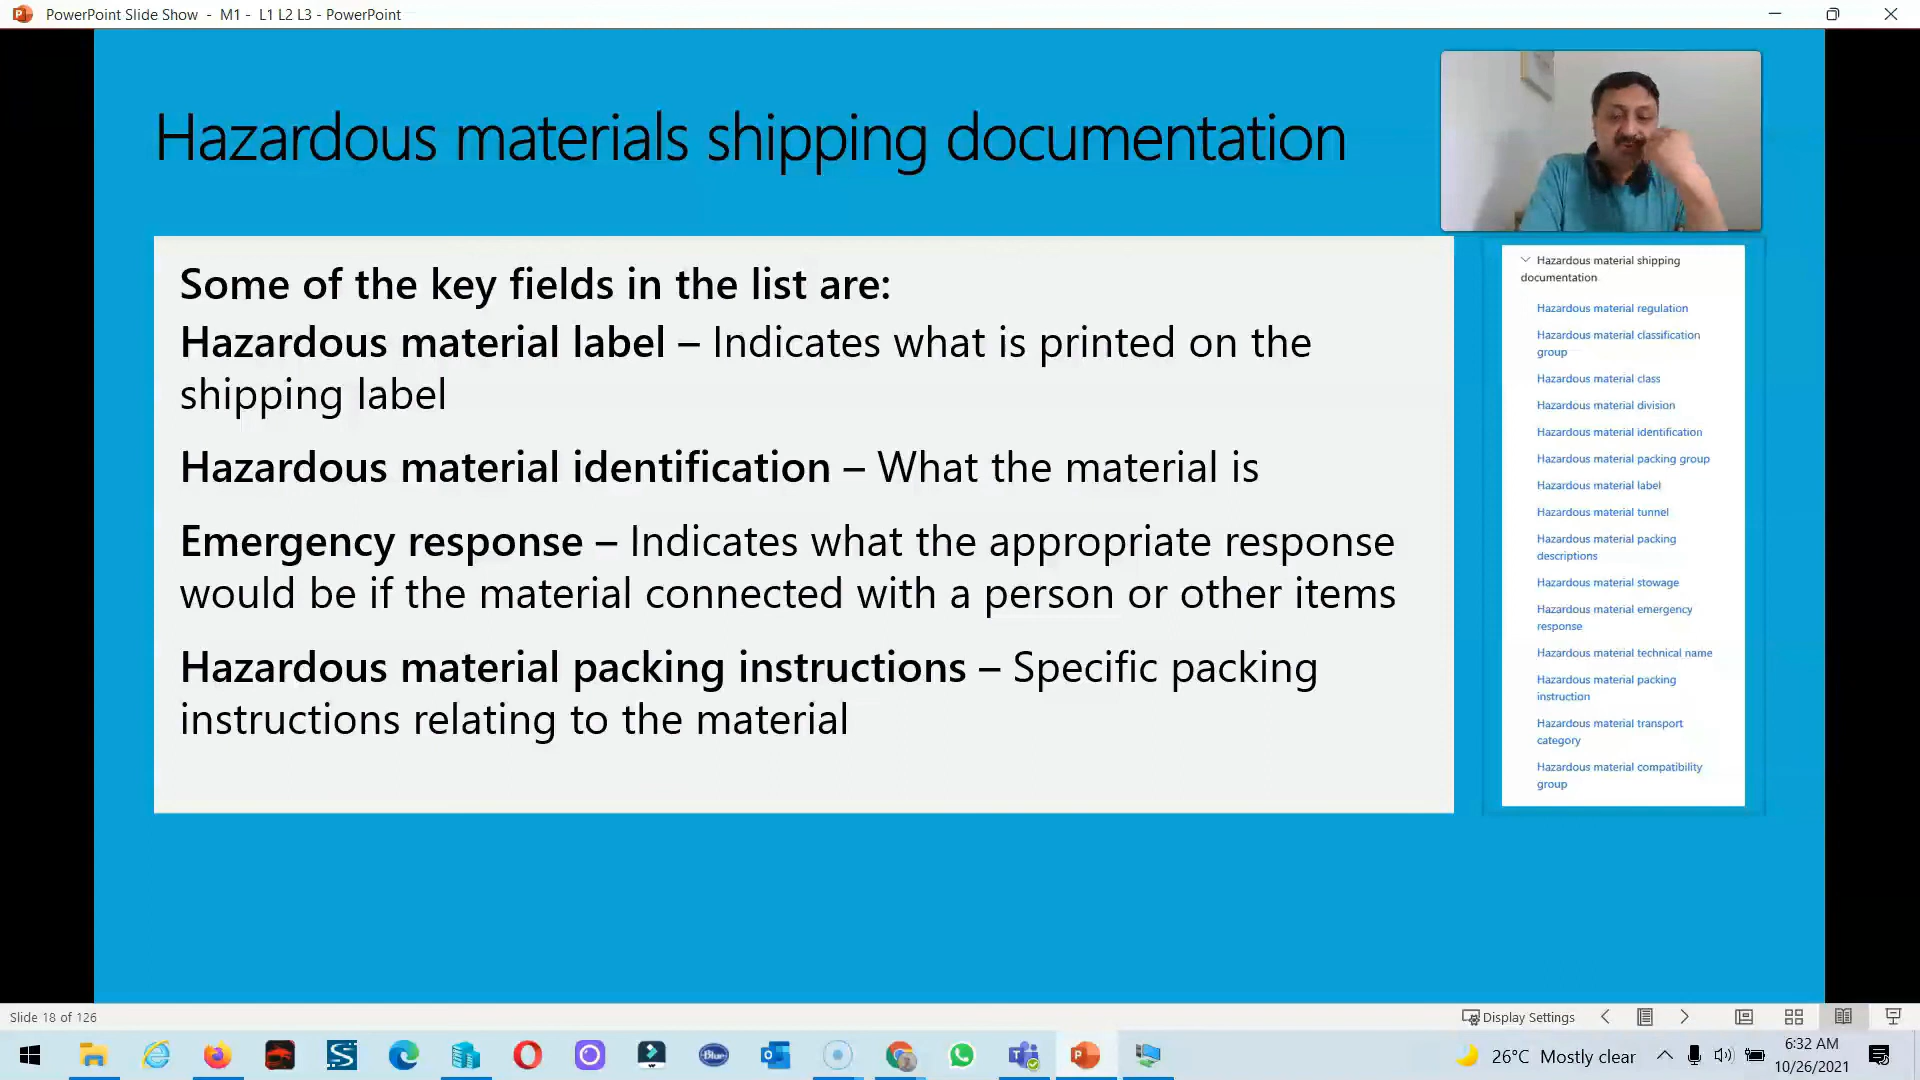 PowerPoint Slide Show - M1 - L1 L2 L3 - PowerPoint
Hazardous materials shipping documentation
Some of the key fields in the list are:
Hazardous material label – Indicates what is printed on the
shipping label
Hazardous material identification – What the material is
Emergency response – Indicates what the appropriate response
would be if the material connected with a person or other items
Hazardous material packing instructions – Specific packing
instructions relating to the material
Hazardous material shipping
documentation
Hazardous material regulation
Hazardous material classification
group
Hazardous material class
Hazardous material division
Hazardous material identification
Hazardous material packing group
Hazardous material label
Hazardous material tunnel
Hazardous material packing
descriptions
Hazardous material stowage
Hazardous material emergency
response
Hazardous material technical name
Hazardous material packing
instruction
Hazardous material transport
category
Hazardous material compatibility
group
Slide 18 of 126
Display Settings
Blue
26°C Mostly clear
6:32 AM
10/26/2021